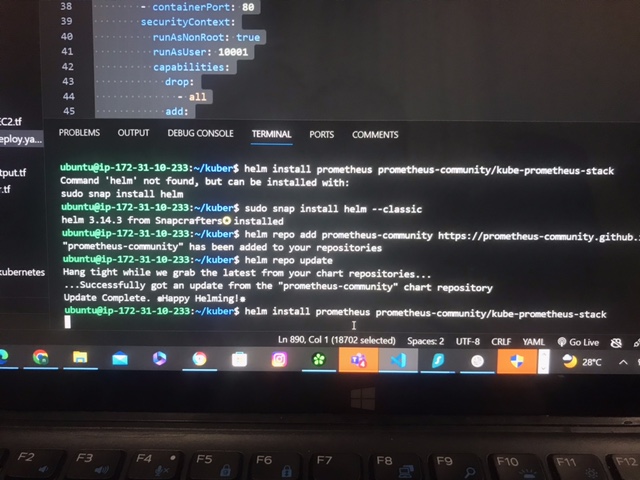 38 - containerPort: 80
39 securityContext:
40 runAsNonRoot: true
41 runAsUser: 10001
42 capabilities:
43 drop:
44 - all
45 add:
EC2.tf
eploy.ya...
tput.tf
r.tf
kubernetes
PROBLEMS OUTPUT DEBUG CONSOLE TERMINAL PORTS COMMENTS
ubuntu@ip-172-31-10-233:~/kuber$ helm install prometheus prometheus-community/kube-prometheus-stack
Command 'helm' not found, but can be installed with:
sudo snap install helm
ubuntu@ip-172-31-10-233:~/kuber$ sudo snap install helm --classic
helm 3.14.3 from Snapcrafters✪ installed
ubuntu@ip-172-31-10-233:~/kuber$ helm repo add prometheus-community https://prometheus-community.github.
"prometheus-community" has been added to your repositories
ubuntu@ip-172-31-10-233:~/kuber$ helm repo update
Hang tight while we grab the latest from your chart repositories...
...Successfully got an update from the "prometheus-community" chart repository
Update Complete. ⎈Happy Helming!⎈
ubuntu@ip-172-31-10-233:~/kuber$ helm install prometheus prometheus-community/kube-prometheus-stack
Ln 890, Col 1 (18702 selected) Spaces: 2 UTF-8 CRLF YAML Go Live
28°C
F2 F3 F4 F5 F6 F7 F8 F9 F10 F11 F12